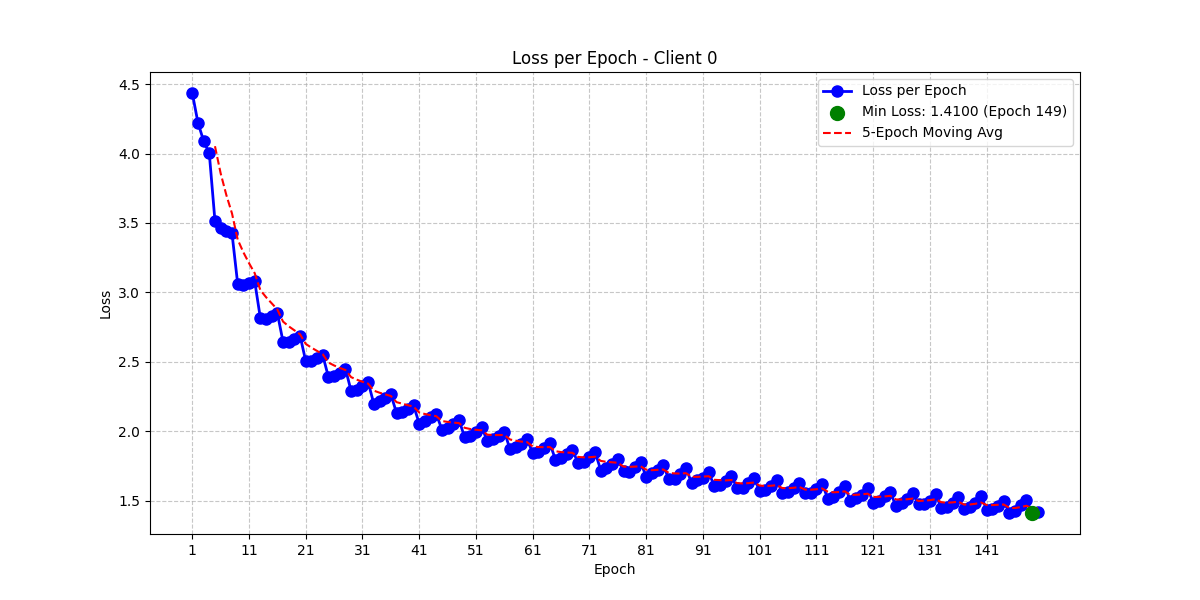 Loss per Epoch - Client 0
Loss per Epoch
Min Loss: 1.4100 (Epoch 149)
5-Epoch Moving Avg
Loss
4.5
4.0
3.5
3.0
2.5
2.0
1.5
1 11 21 31 41 51 61 71 81 91 101 111 121 131 141
Epoch